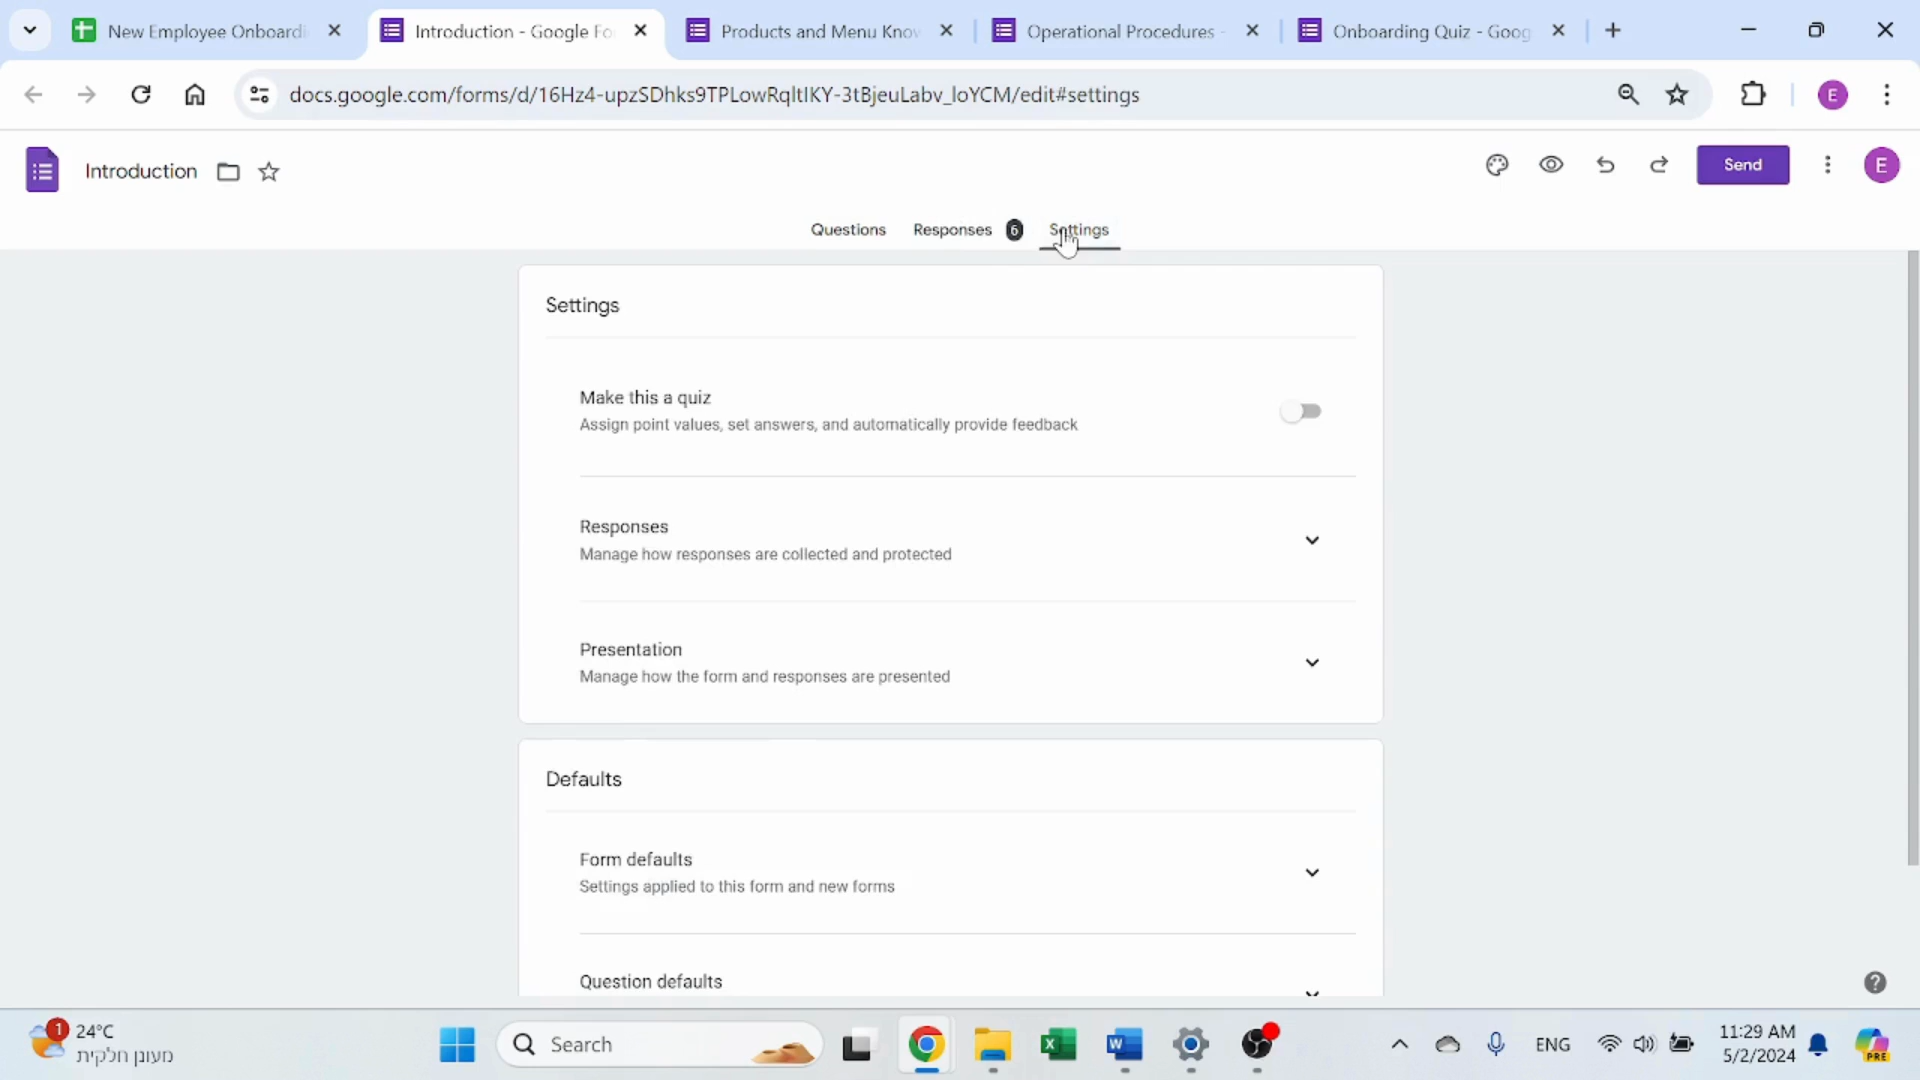 New Employee Onboardi
Introduction - Google Fo
Products and Menu Know
Operational Procedures -
Onboarding Quiz - Goog
docs.google.com/forms/d/16Hz4-upzSDhks9TPLowRqltIKY-3tBjeuLabv_loYCM/edit#settings
E
Introduction
Send
E
Questions
Responses
6
Settings
Settings
Make this a quiz
Assign point values, set answers, and automatically provide feedback
Responses
Manage how responses are collected and protected
Presentation
Manage how the form and responses are presented
Defaults
Form defaults
Settings applied to this form and new forms
Question defaults
1
24°C
מעונן חלקית
Search
ENG
11:29 AM
5/2/2024
PRE